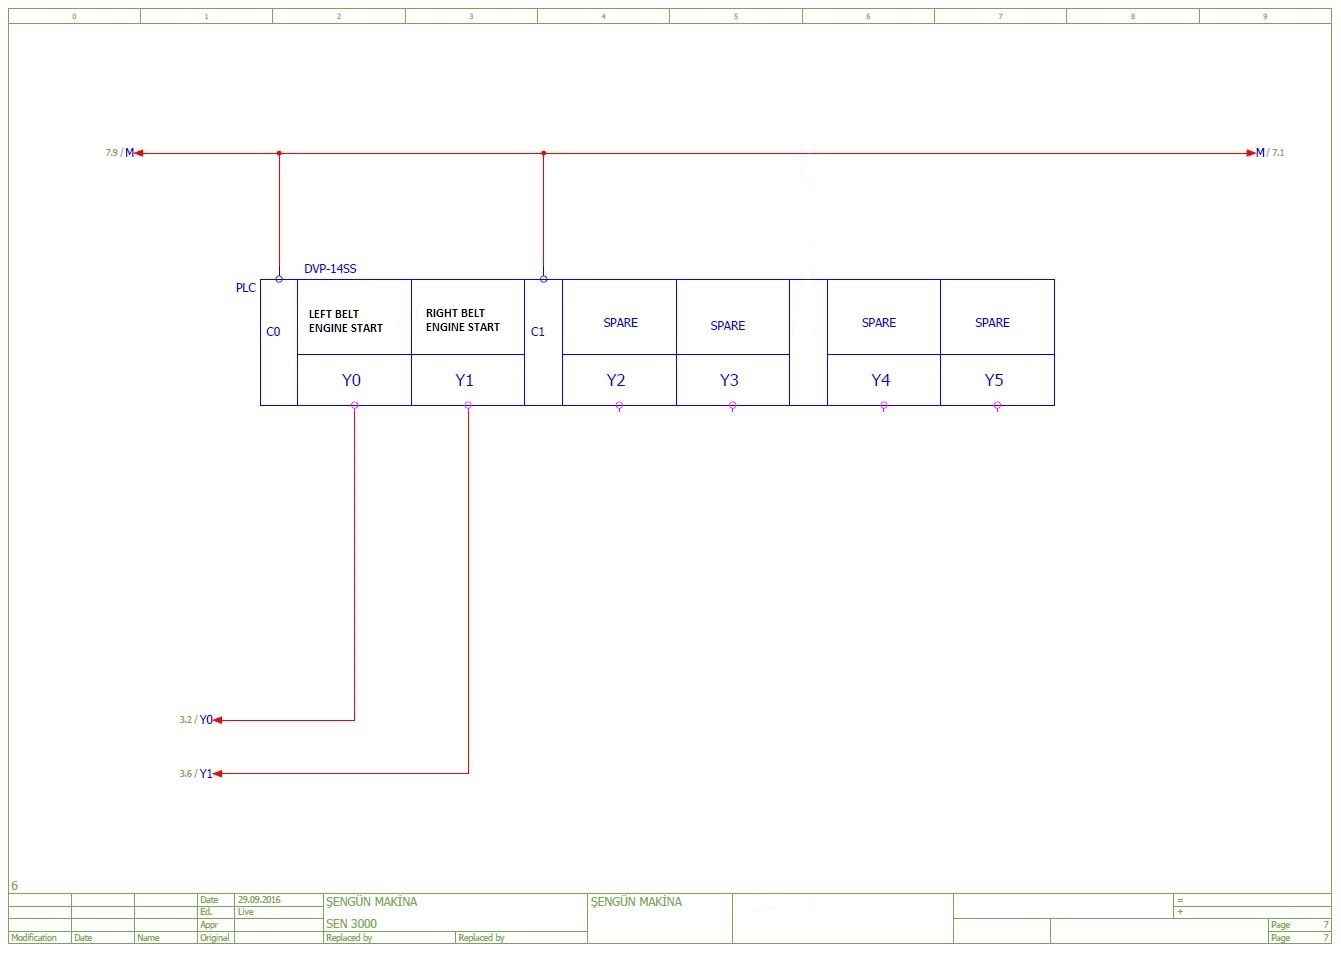 0 1 2 3 4 5 6 7 8 9
7.9 / M
M / 7.1
DVP-14SS
PLC
C0
LEFT BELT
ENGINE START
RIGHT BELT
ENGINE START
C1
SPARE
SPARE
SPARE
SPARE
Y0
Y1
Y2
Y3
Y4
Y5
3.2 / Y0
3.6 / Y1
6
Date 29.09.2016
Ed. Live
Appr
Modification Date Name Original
ŞENGÜN MAKİNA
SEN 3000
Replaced by Replaced by
ŞENGÜN MAKİNA
=
+
Page 7
Page 7